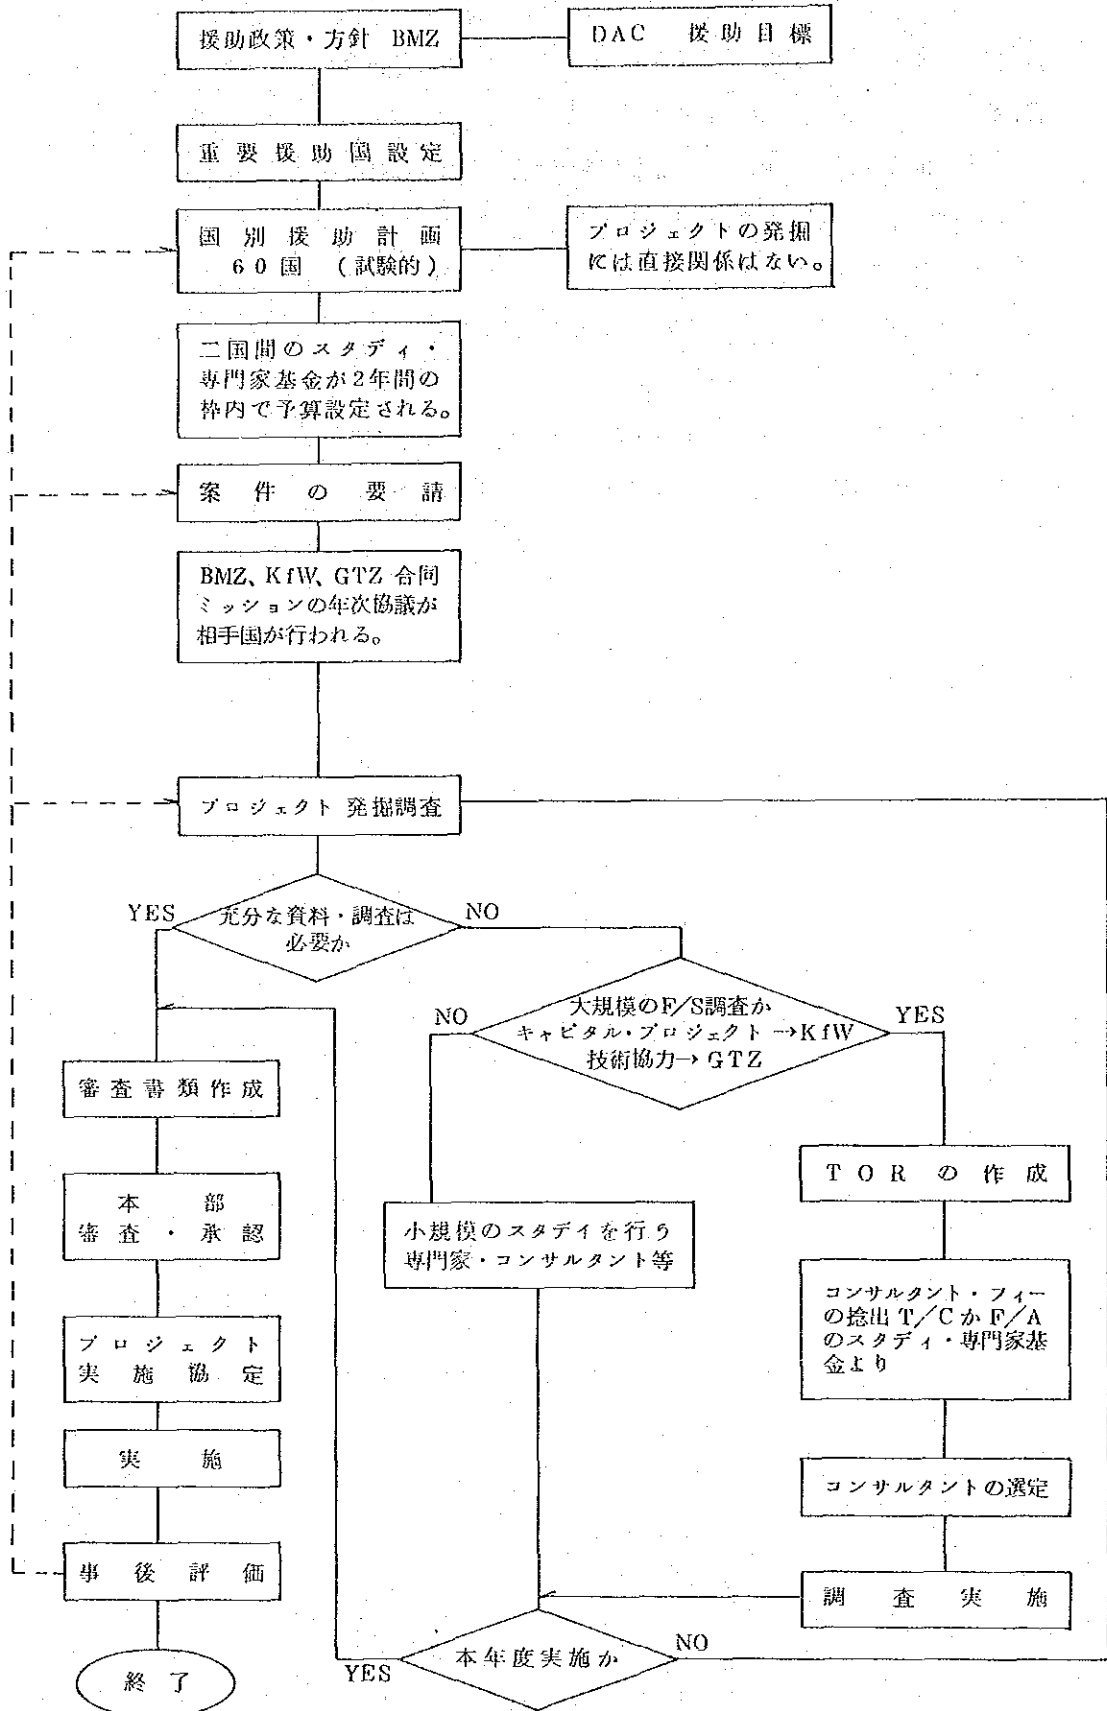 援助政策・方針 BMZ
DAC 援助目標
重要援助国設定
国別援助計画
60国 (試験的)
プロジェクトの発掘
には直接関係はない。
二国間のスタディ・
専門家基金が2年間の
枠内で予算設定される。
案件の要請
BMZ、KfW、GTZ 合同
ミッションの年次協議が
相手国が行われる。
プロジェクト発掘調査
YES
充分な資料・調査は
必要か
NO
NO
大規模のF/S調査か
キャピタル・プロジェクト→KfW
技術協力→GTZ
YES
審査書類作成
本部
審査・承認
プロジェクト
実施協定
実施
事後評価
終了
小規模のスタディを行う
専門家・コンサルタント等
TORの作成
コンサルタント・フィー
の捻出 T/CかF/A
のスタディ・専門家基
金より
コンサルタントの選定
調査実施
YES
本年度実施か
NO